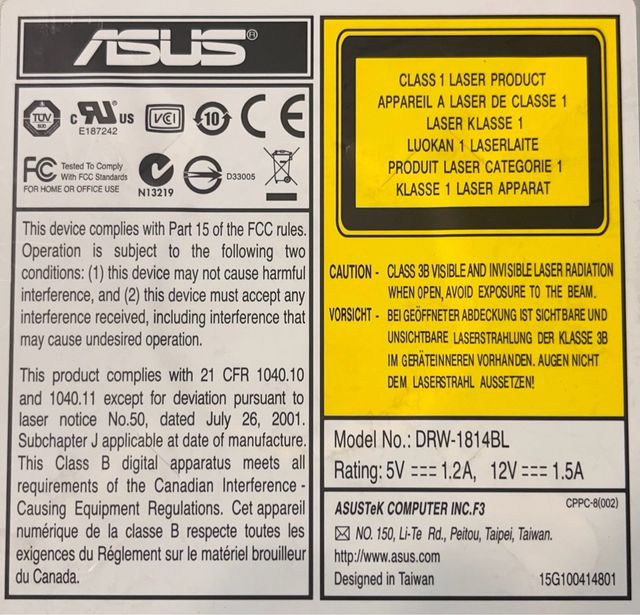 ASUS®
TÜV
SÜD
c RU US
E187242
VCI
10
CE
FC Tested To Comply
With FCC Standards
FOR HOME OR OFFICE USE
N13219
D33005
This device complies with Part 15 of the FCC rules.
Operation is subject to the following two
conditions: (1) this device may not cause harmful
interference, and (2) this device must accept any
interference received, including interference that
may cause undesired operation.
This product complies with 21 CFR 1040.10
and 1040.11 except for deviation pursuant to
laser notice No.50, dated July 26, 2001.
Subchapter J applicable at date of manufacture.
This Class B digital apparatus meets all
requirements of the Canadian Interference -
Causing Equipment Regulations. Cet appareil
numérique de la classe B respecte toutes les
exigences du Réglement sur le matériel brouilleur
du Canada.
CLASS 1 LASER PRODUCT
APPAREIL A LASER DE CLASSE 1
LASER KLASSE 1
LUOKAN 1 LASERLAITE
PRODUIT LASER CATEGORIE 1
KLASSE 1 LASER APPARAT
CAUTION - CLASS 3B VISIBLE AND INVISIBLE LASER RADIATION
WHEN OPEN, AVOID EXPOSURE TO THE BEAM.
VORSICHT - BEI GEÖFFNETER ABDECKUNG IST SICHTBARE UND
UNSICHTBARE LASERSTRAHLUNG DER KLASSE 3B
IM GERÄTEINNEREN VORHANDEN. AUGEN NICHT
DEM LASERSTRAHL AUSSETZEN!
Model No.: DRW-1814BL
Rating: 5V ⎓ 1.2A, 12V ⎓ 1.5A
ASUSTeK COMPUTER INC.F3 CPPC-8(002)
NO. 150, Li-Te Rd., Peitou, Taipei, Taiwan.
http://www.asus.com
Designed in Taiwan 15G100414801